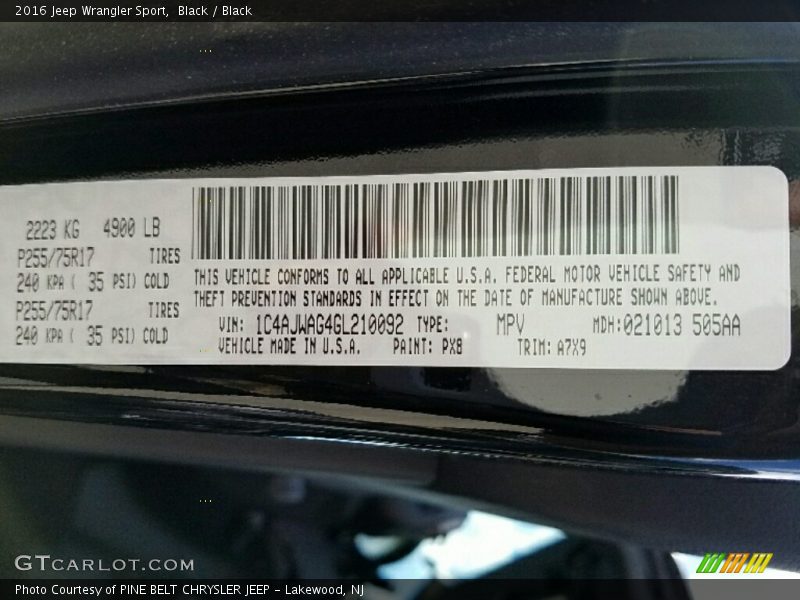 2016 Jeep Wrangler Sport,  Black / Black
2223 KG 4900 LB
P255/75R17 TIRES
240 KPA ( 35 PSI) COLD
P255/75R17 TIRES
240 KPA ( 35 PSI) COLD
THIS VEHICLE CONFORMS TO ALL APPLICABLE U.S.A. FEDERAL MOTOR VEHICLE SAFETY AND
THEFT PREVENTION STANDARDS IN EFFECT ON THE DATE OF MANUFACTURE SHOWN ABOVE.
VIN: 1C4AJWAG4GL210092 TYPE: MPV MDH:021013 505AA
VEHICLE MADE IN U.S.A. PAINT: PX8 TRIM: A7X9
GTCARLOT.COM
Photo Courtesy of PINE BELT CHRYSLER JEEP - Lakewood, NJ